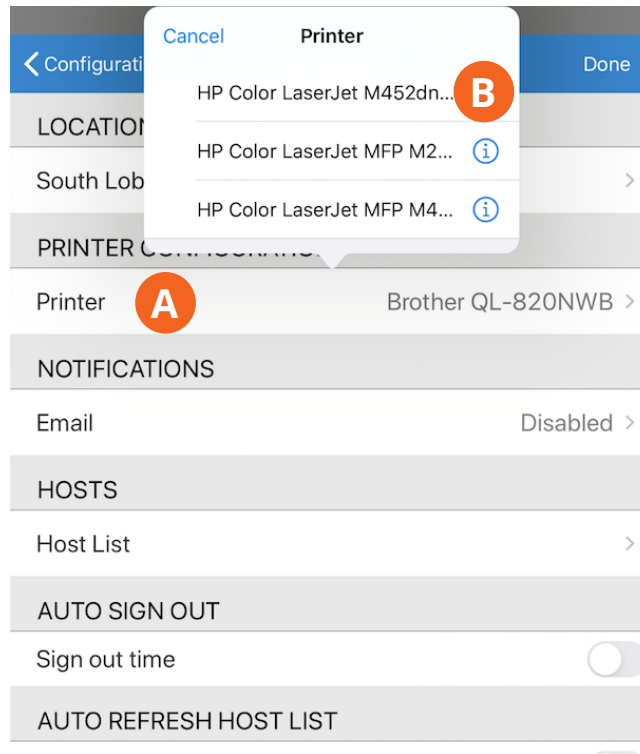 Cancel Printer
Configurati Done
HP Color LaserJet M452dn... B
LOCATION
HP Color LaserJet MFP M2...
South Lob
HP Color LaserJet MFP M4...
PRINTER CONFIGURATION
Printer A Brother QL-820NWB
NOTIFICATIONS
Email Disabled
HOSTS
Host List
AUTO SIGN OUT
Sign out time
AUTO REFRESH HOST LIST